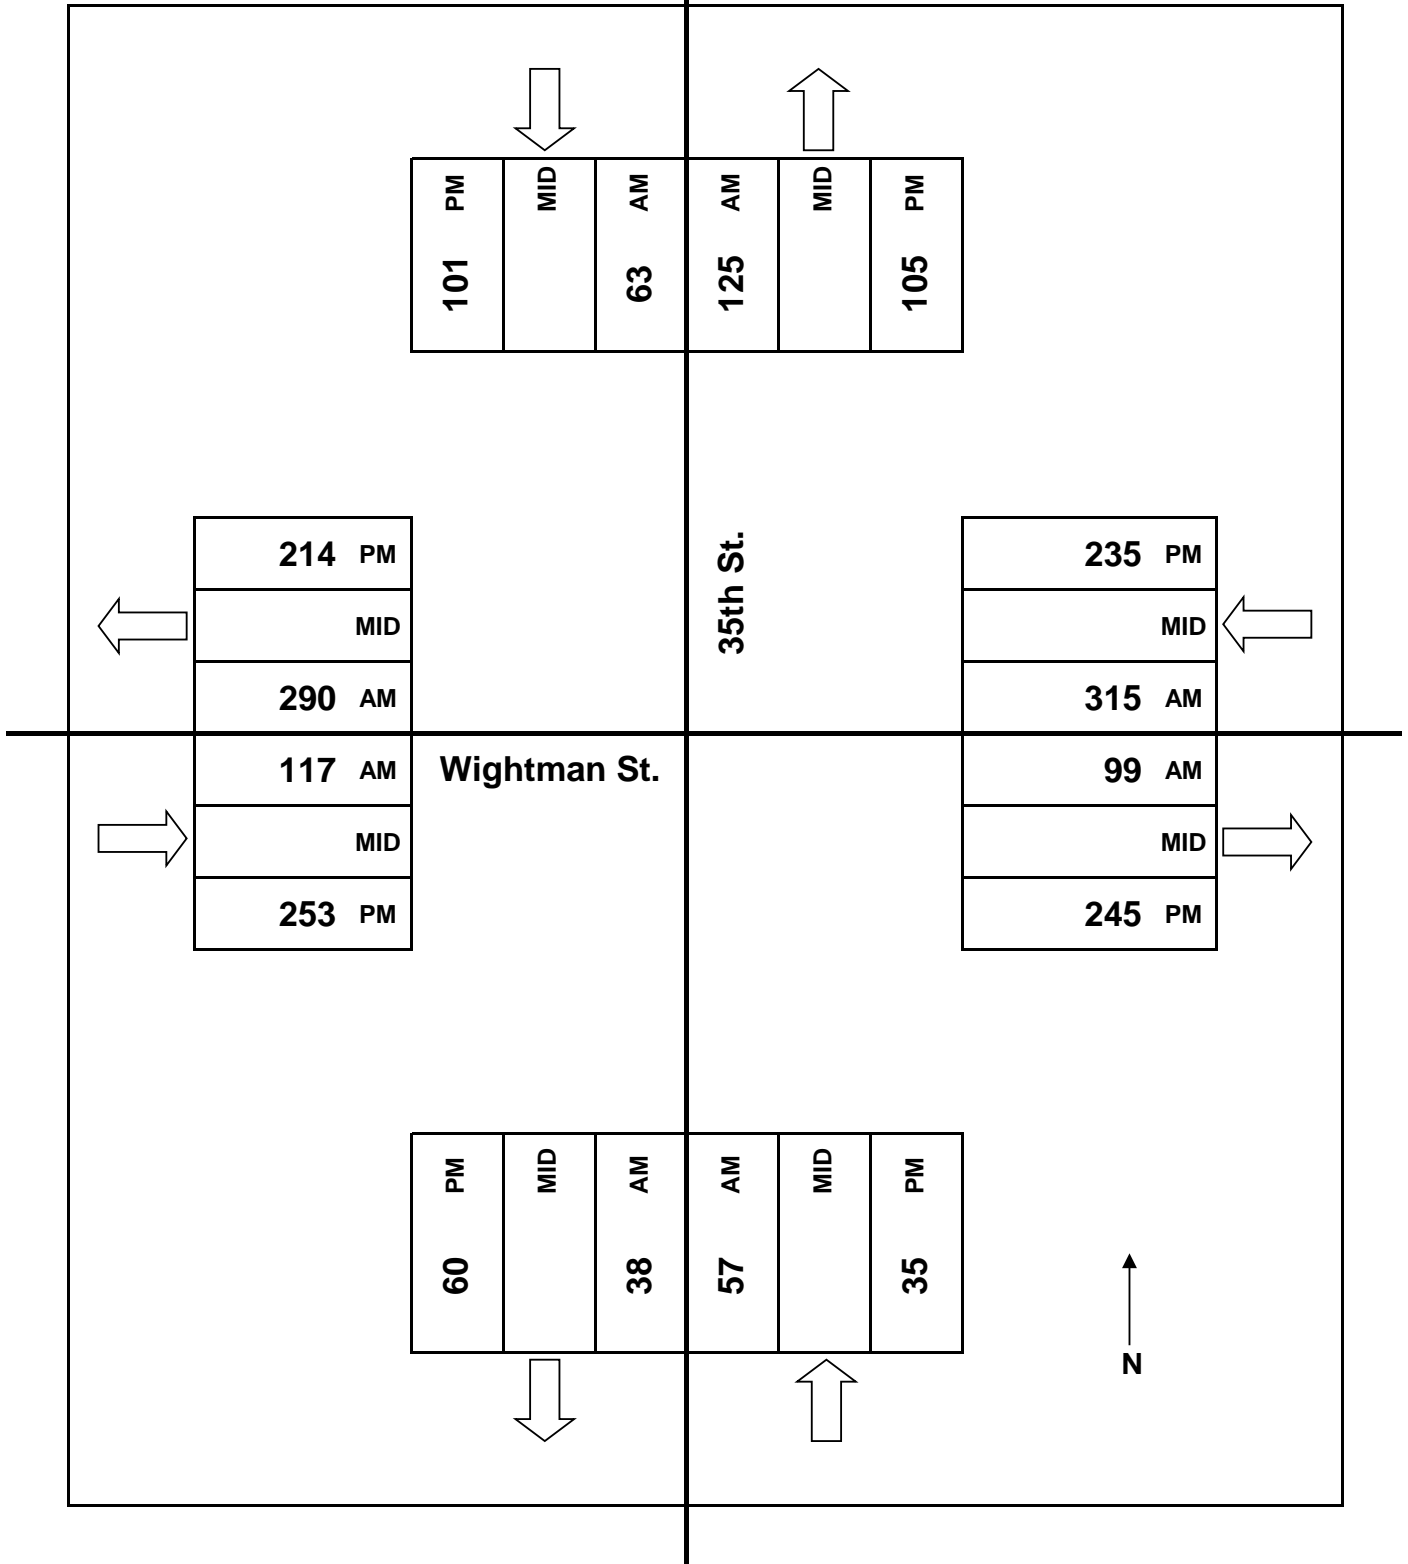 PM MID AM AM MID PM
101 63 125 105
214 PM
MID
290 AM
117 AM
MID
253 PM
35th St.
Wightman St.
235 PM
MID
315 AM
99 AM
MID
245 PM
PM MID AM AM MID PM
60 38 57 35
N